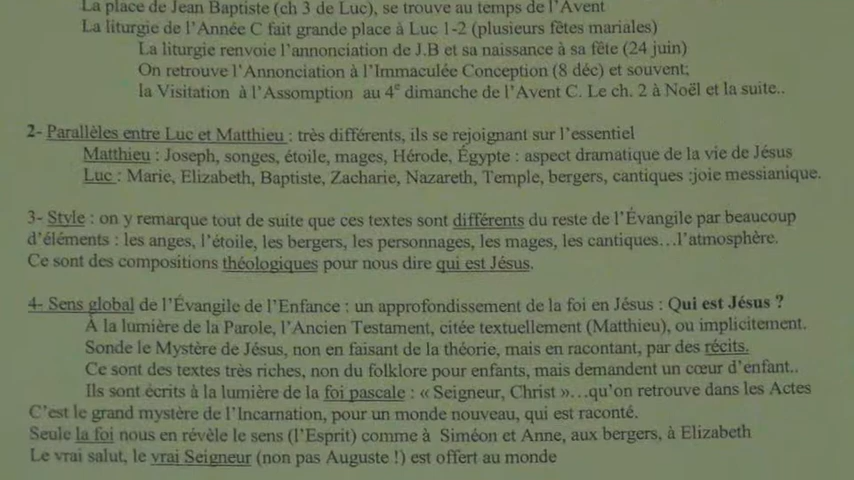 La place de Jean Baptiste (ch 3 de Luc), se trouve au temps de l'Avent
La liturgie de l'Année C fait grande place à Luc 1-2 (plusieurs fêtes mariales)
La liturgie renvoie l'annonciation de J.B et sa naissance à sa fête (24 juin)
On retrouve l'Annonciation à l'Immaculée Conception (8 déc) et souvent;
la Visitation à l'Assomption au 4e dimanche de l'Avent C. Le ch. 2 à Noël et la suite..
2- Parallèles entre Luc et Matthieu : très différents, ils se rejoignant sur l'essentiel
Matthieu : Joseph, songes, étoile, mages, Hérode, Égypte : aspect dramatique de la vie de Jésus
Luc : Marie, Elizabeth, Baptiste, Zacharie, Nazareth, Temple, bergers, cantiques :joie messianique.
3- Style : on y remarque tout de suite que ces textes sont différents du reste de l'Évangile par beaucoup
d'éléments : les anges, l'étoile, les bergers, les personnages, les mages, les cantiques…l'atmosphère.
Ce sont des compositions théologiques pour nous dire qui est Jésus.
4- Sens global de l'Évangile de l'Enfance : un approfondissement de la foi en Jésus : Qui est Jésus ?
À la lumière de la Parole, l'Ancien Testament, citée textuellement (Matthieu), ou implicitement.
Sonde le Mystère de Jésus, non en faisant de la théorie, mais en racontant, par des récits.
Ce sont des textes très riches, non du folklore pour enfants, mais demandent un cœur d'enfant..
Ils sont écrits à la lumière de la foi pascale : « Seigneur, Christ »…qu'on retrouve dans les Actes
C'est le grand mystère de l'Incarnation, pour un monde nouveau, qui est raconté.
Seule la foi nous en révèle le sens (l'Esprit) comme à Siméon et Anne, aux bergers, à Elizabeth
Le vrai salut, le vrai Seigneur (non pas Auguste !) est offert au monde